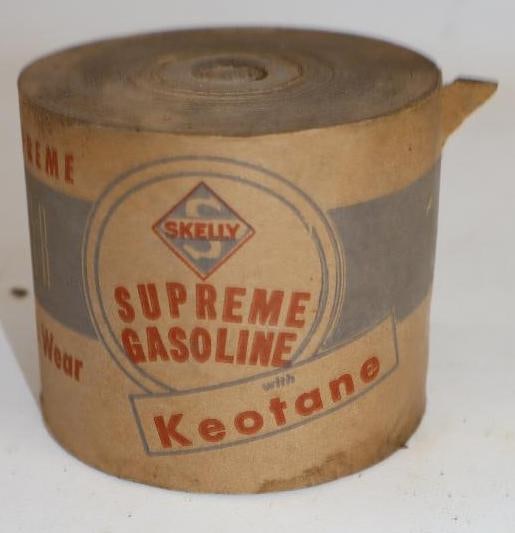 REME
Wear
SKELLY
SUPREME
GASOLINE
with
Keotane